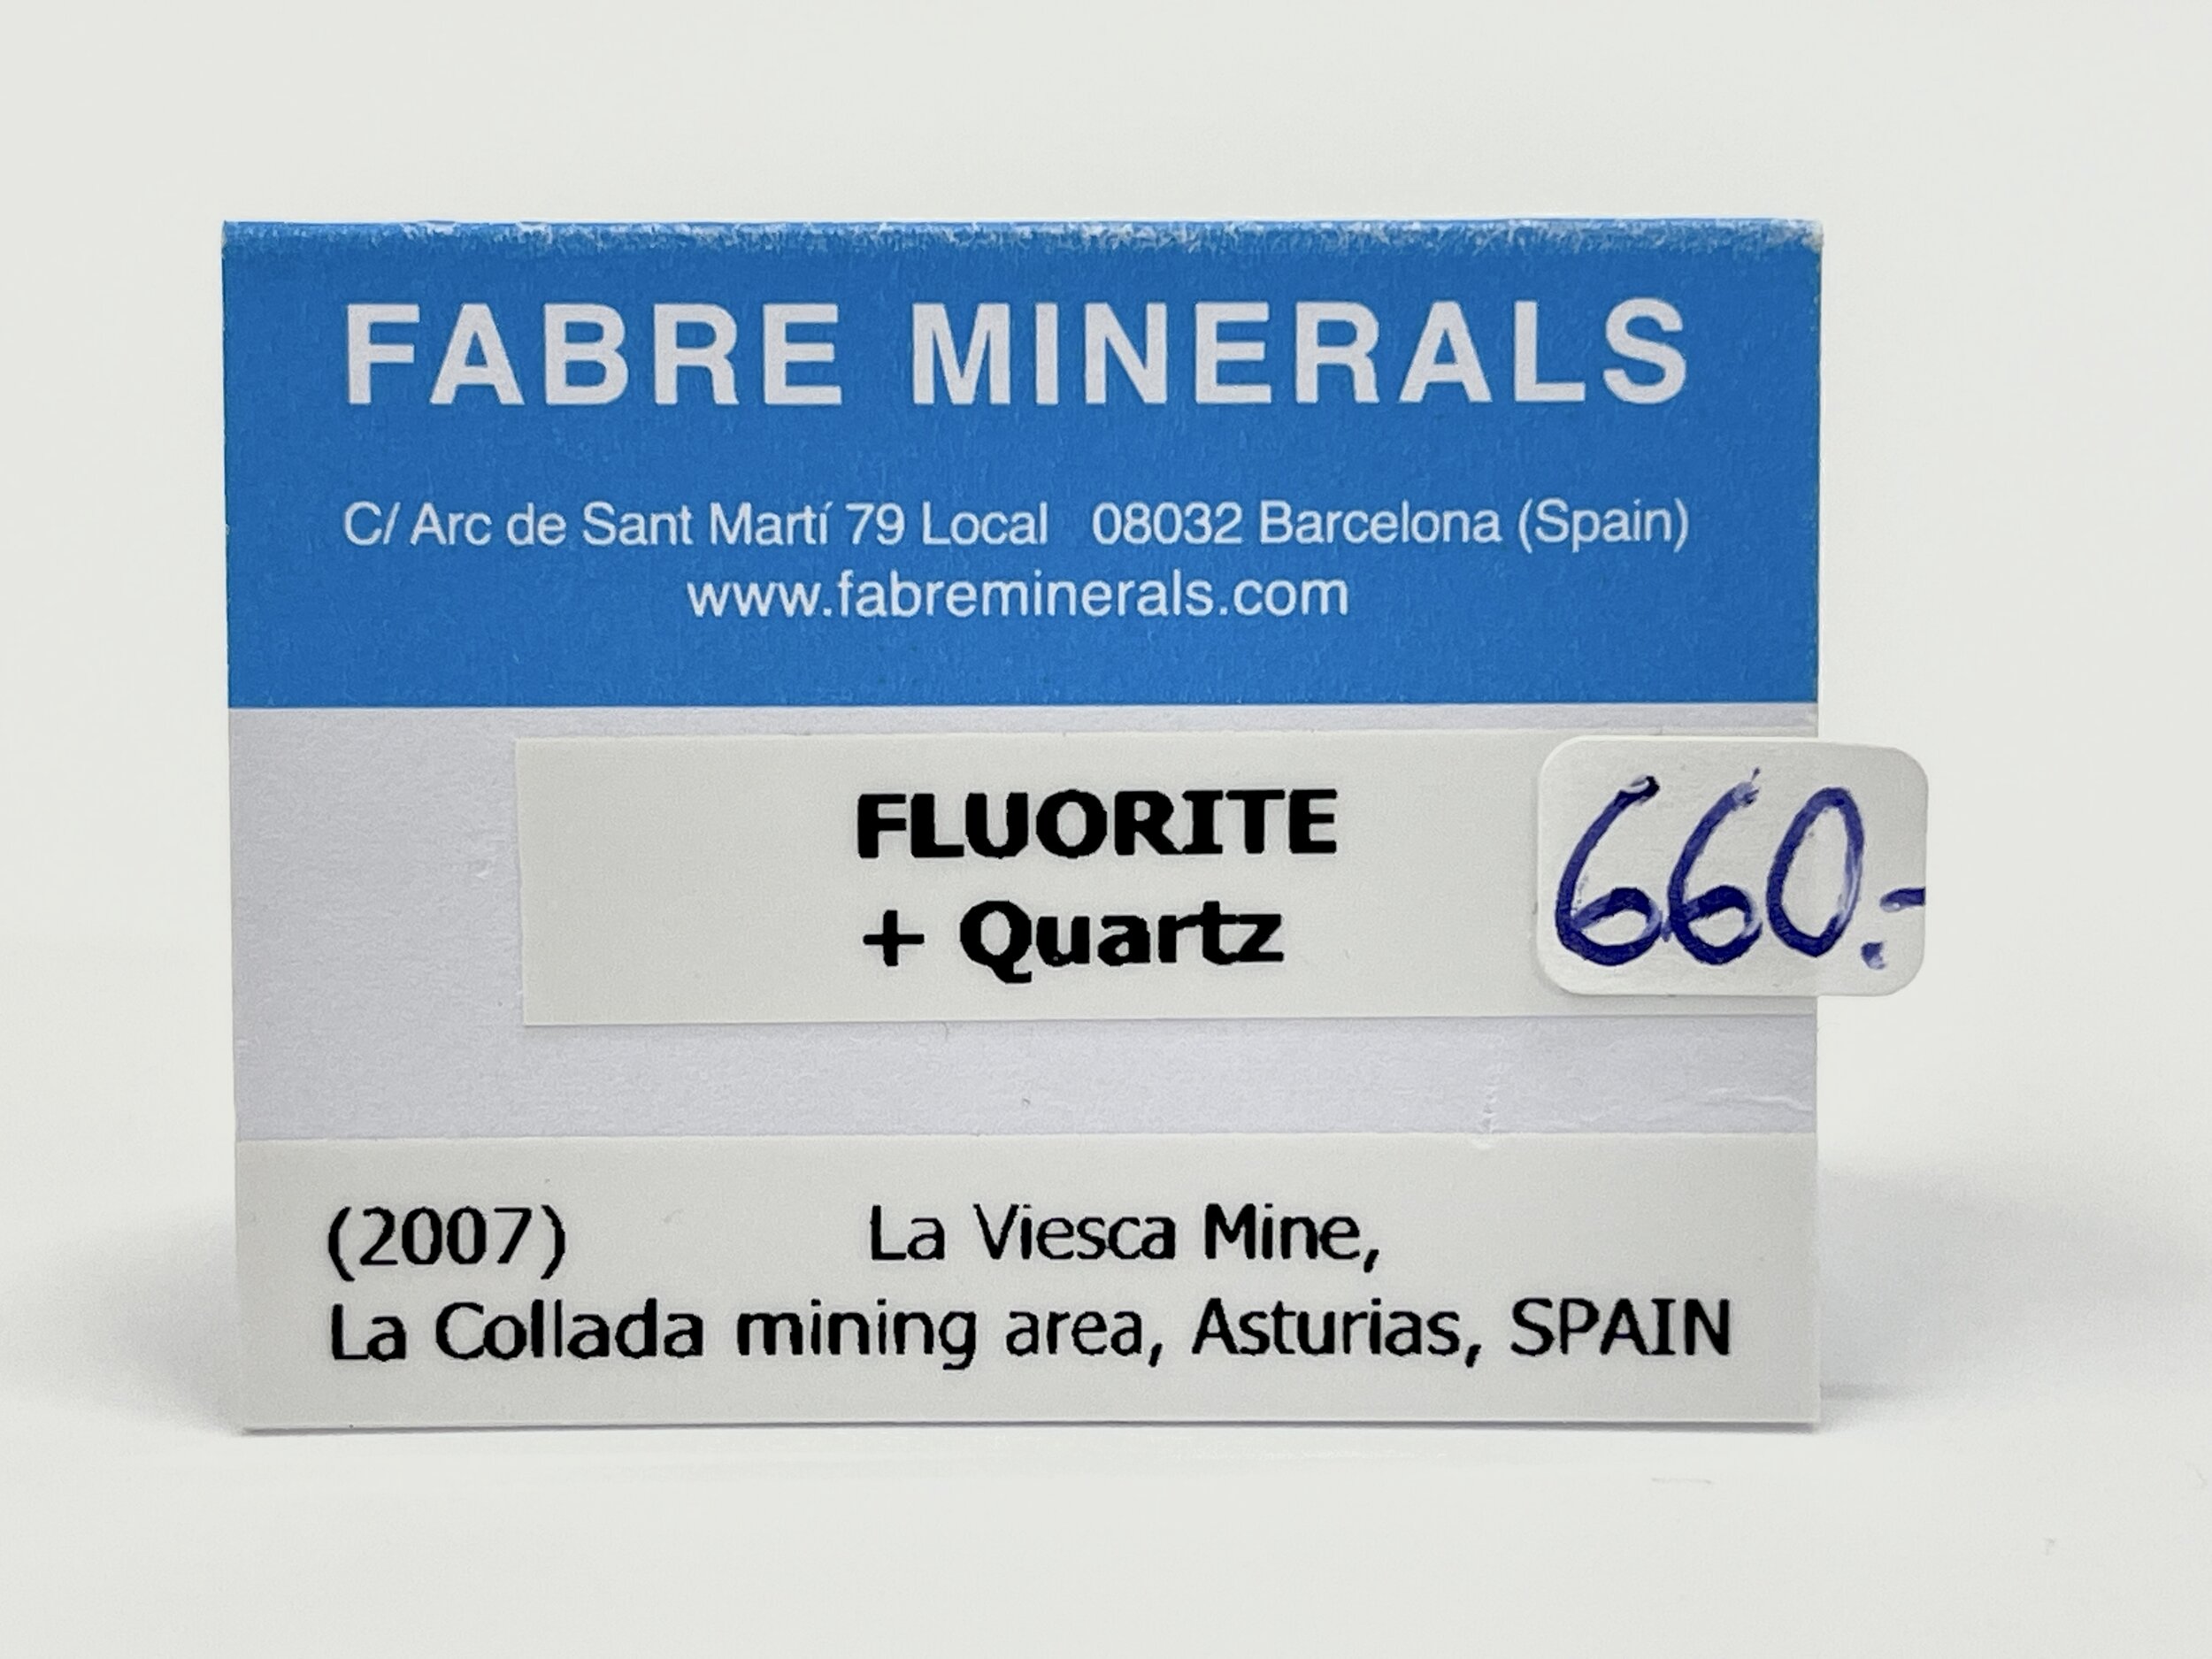 FABRE MINERALS
C/ Arc de Sant Martí 79 Local 08032 Barcelona (Spain)
www.fabreminerals.com
FLUORITE
+ Quartz
660.-
(2007) La Viesca Mine,
La Collada mining area, Asturias, SPAIN